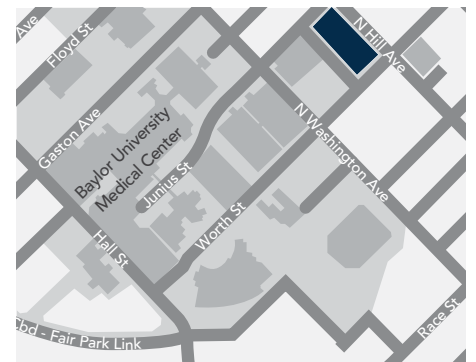 Ave
Floyd St
N Hill Ave
Gaston Ave
Baylor University
Medical Center
N Washington Ave
Junius St
Worth St
Hall St
Cbd - Fair Park Link
Race St